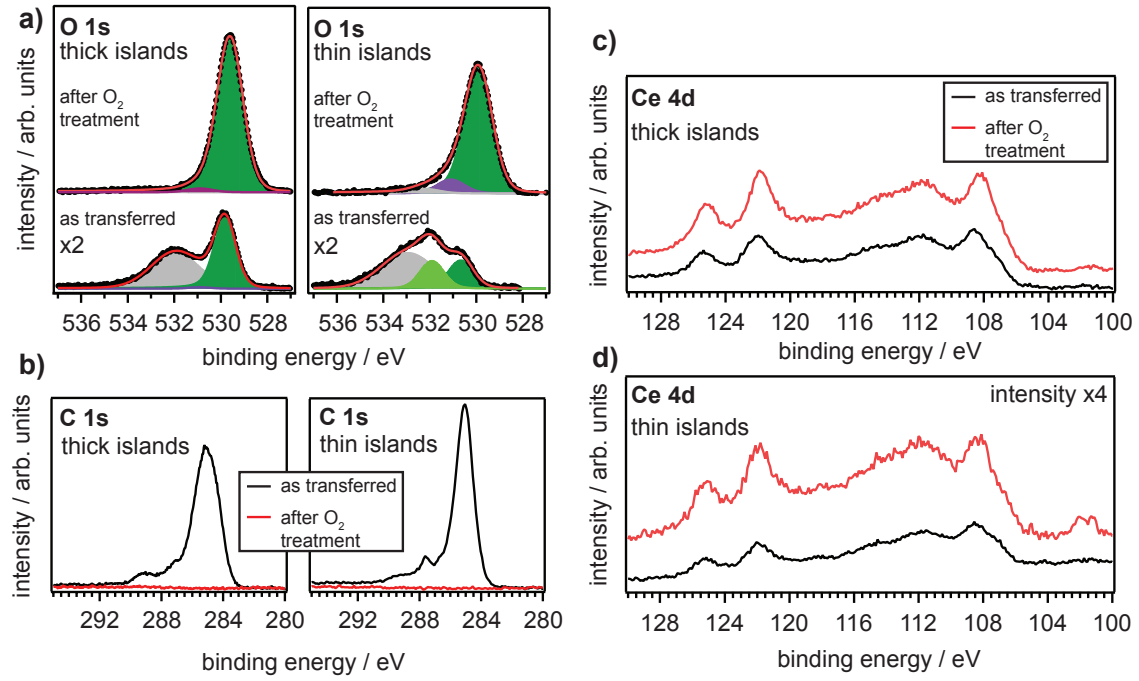 a)
O 1s
thick islands
after O2
treatment
as transferred
x2
O 1s
thin islands
after O2
treatment
as transferred
x2
intensity / arb. units
536 534 532 530 528
536 534 532 530 528
binding energy / eV
b)
C 1s
thick islands
C 1s
thin islands
as transferred
after O2
treatment
intensity / arb. units
292 288 284 280
292 288 284 280
binding energy / eV
c)
Ce 4d
thick islands
as transferred
after O2
treatment
intensity / arb. units
128 124 120 116 112 108 104 100
binding energy / eV
d)
Ce 4d
thin islands
intensity x4
intensity / arb. units
128 124 120 116 112 108 104 100
binding energy / eV